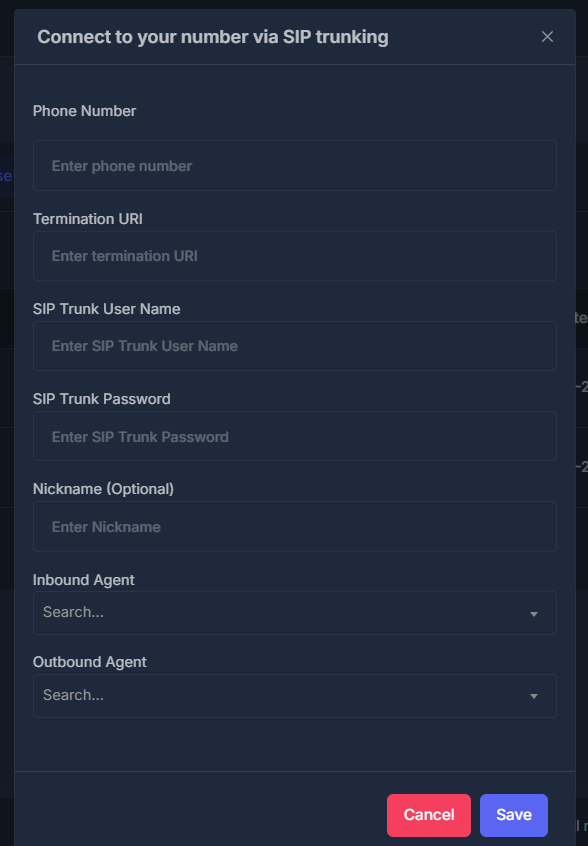 Connect to your number via SIP trunking
Phone Number
Enter phone number
Termination URI
Enter termination URI
SIP Trunk User Name
Enter SIP Trunk User Name
SIP Trunk Password
Enter SIP Trunk Password
Nickname (Optional)
Enter Nickname
Inbound Agent
Search...
Outbound Agent
Search...
Cancel
Save